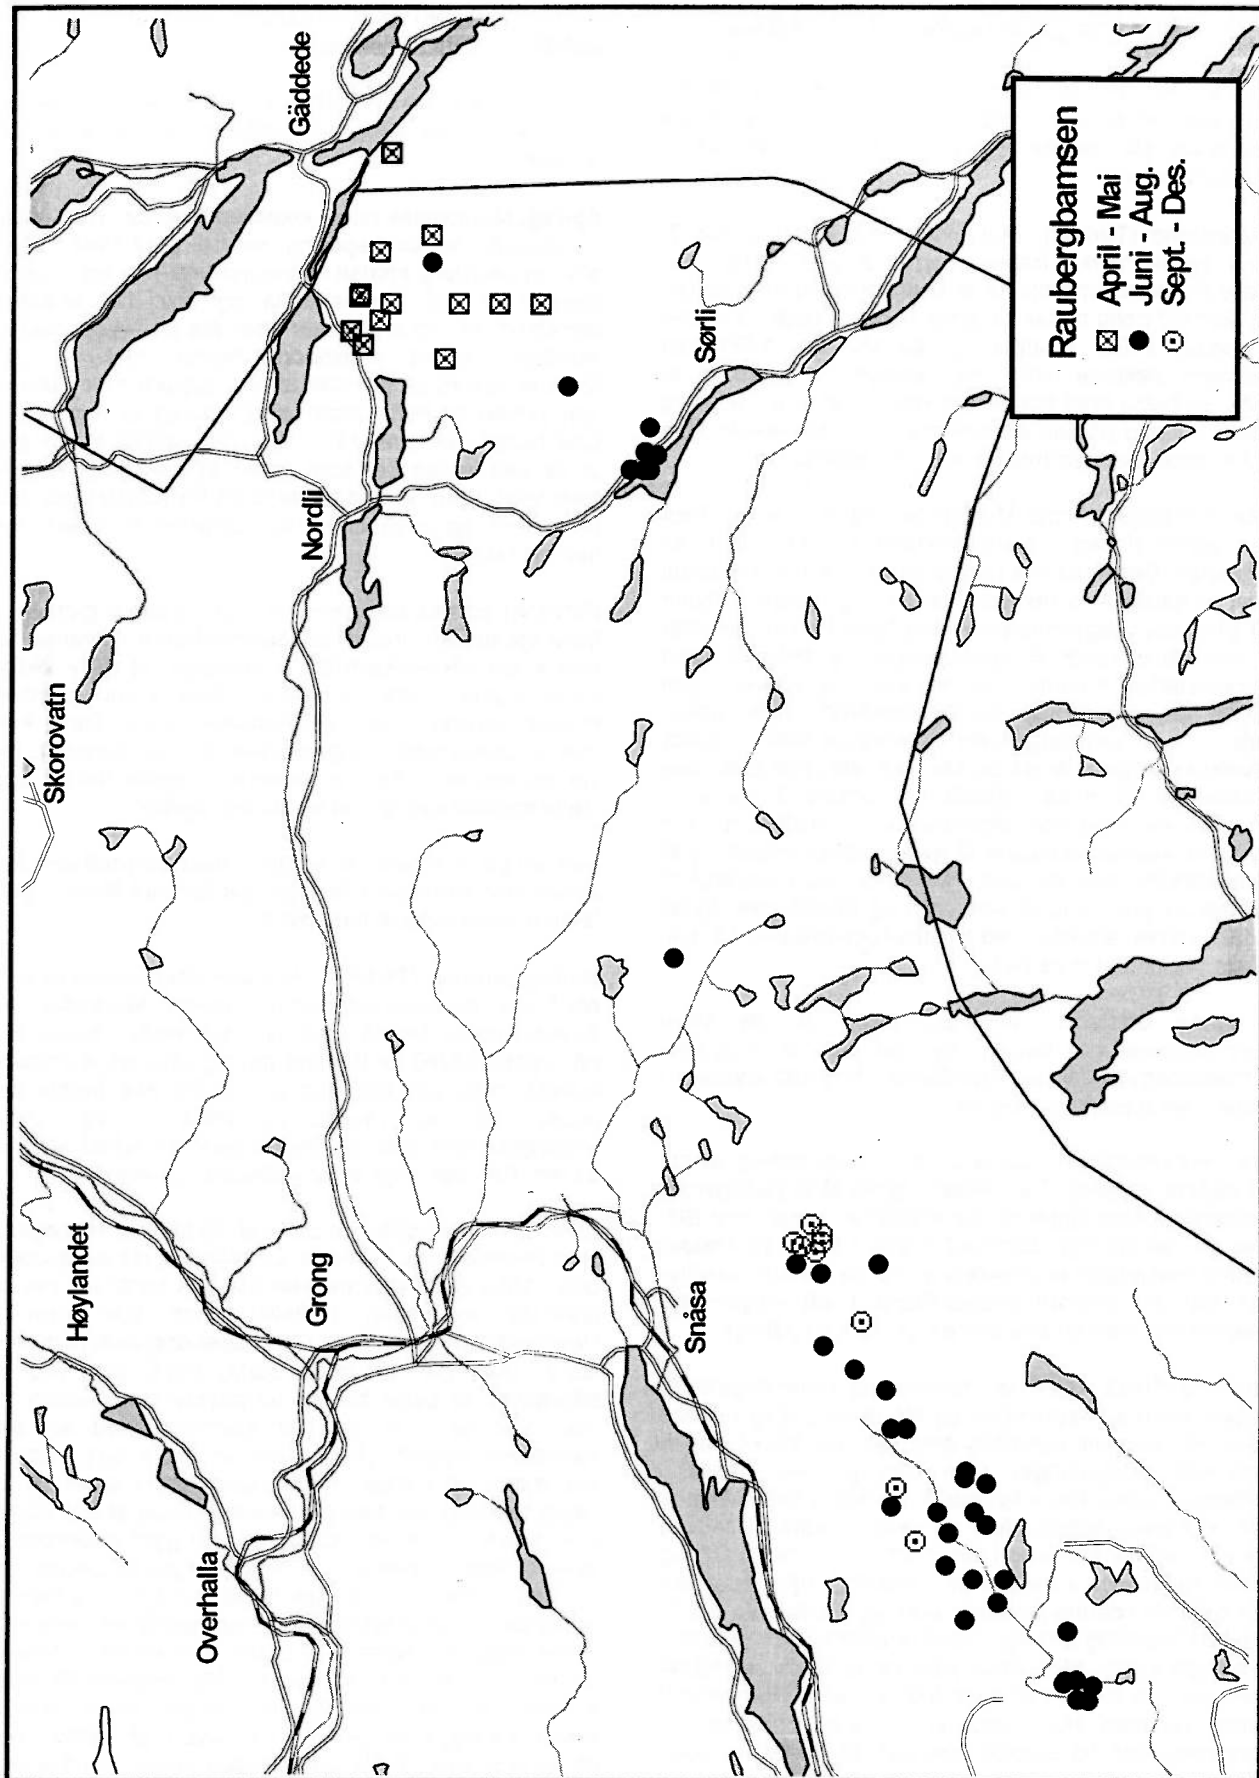 Høylandet
Skorovatn
Gäddede
Overhalla
Grong
Nordli
Snåsa
Sørli
Raubergbamsen
April - Mai
Juni - Aug.
Sept. - Des.